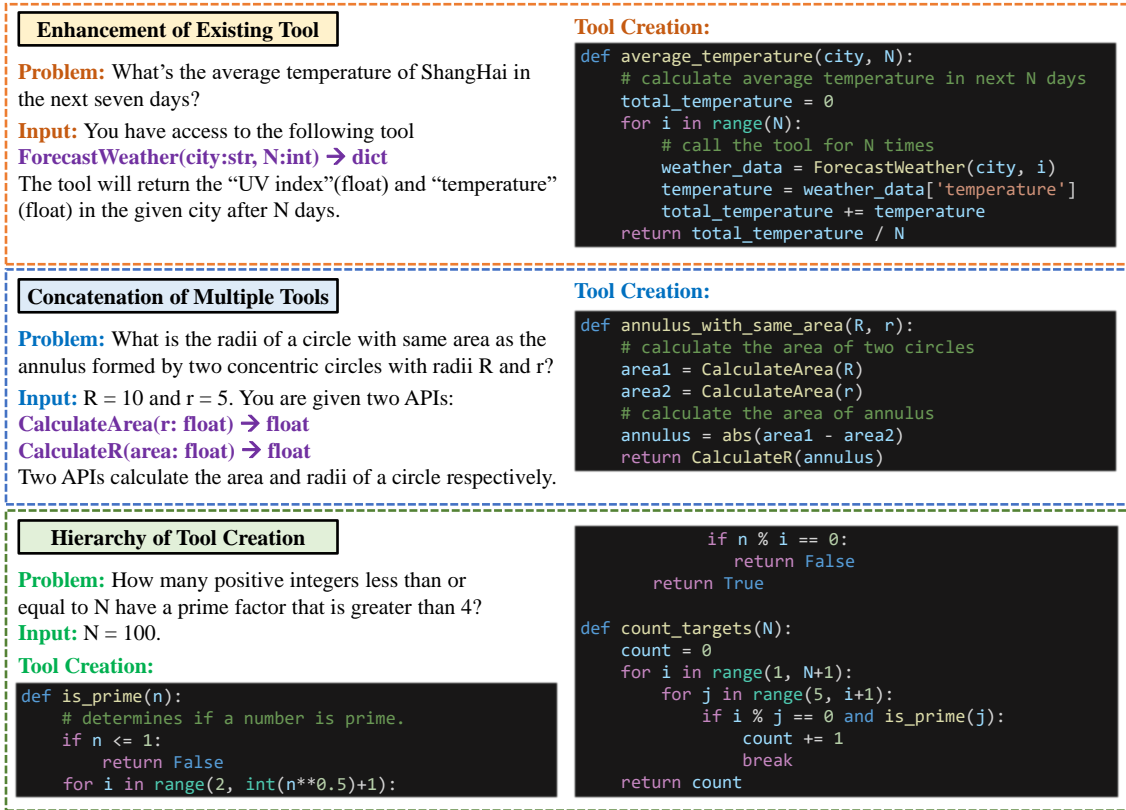 Enhancement of Existing Tool
Problem: What's the average temperature of ShangHai in
the next seven days?
Input: You have access to the following tool
ForecastWeather(city:str, N:int) → dict
The tool will return the “UV index”(float) and “temperature”
(float) in the given city after N days.
Tool Creation:
def average_temperature(city, N):
    # calculate average temperature in next N days
    total_temperature = 0
    for i in range(N):
        # call the tool for N times
        weather_data = ForecastWeather(city, i)
        temperature = weather_data['temperature']
        total_temperature += temperature
    return total_temperature / N
Concatenation of Multiple Tools
Problem: What is the radii of a circle with same area as the
annulus formed by two concentric circles with radii R and r?
Input: R = 10 and r = 5. You are given two APIs:
CalculateArea(r: float) → float
CalculateR(area: float) → float
Two APIs calculate the area and radii of a circle respectively.
Tool Creation:
def annulus_with_same_area(R, r):
    # calculate the area of two circles
    area1 = CalculateArea(R)
    area2 = CalculateArea(r)
    # calculate the area of annulus
    annulus = abs(area1 - area2)
    return CalculateR(annulus)
Hierarchy of Tool Creation
Problem: How many positive integers less than or
equal to N have a prime factor that is greater than 4?
Input: N = 100.
Tool Creation:
def is_prime(n):
    # determines if a number is prime.
    if n <= 1:
        return False
    for i in range(2, int(n**0.5)+1):
            if n % i == 0:
                return False
        return True
def count_targets(N):
    count = 0
    for i in range(1, N+1):
        for j in range(5, i+1):
            if i % j == 0 and is_prime(j):
                count += 1
                break
    return count